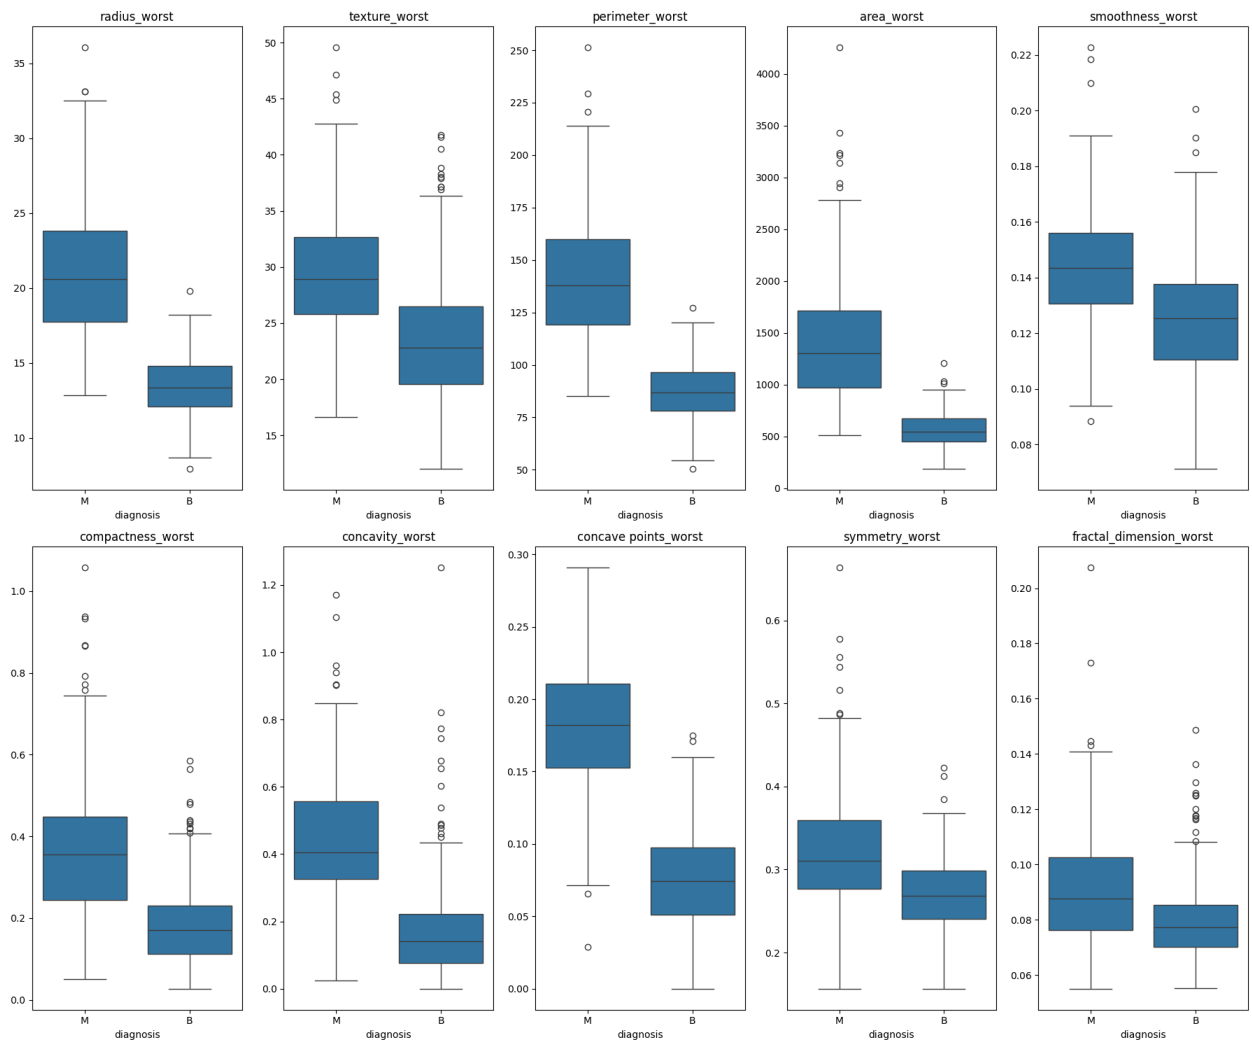 radius_worst
35
30
25
20
15
10
M B
diagnosis
texture_worst
50
45
40
35
30
25
20
15
M B
diagnosis
perimeter_worst
250
225
200
175
150
125
100
75
50
M B
diagnosis
area_worst
4000
3500
3000
2500
2000
1500
1000
500
0
M B
diagnosis
smoothness_worst
0.22
0.20
0.18
0.16
0.14
0.12
0.10
0.08
M B
diagnosis
compactness_worst
1.0
0.8
0.6
0.4
0.2
0.0
M B
diagnosis
concavity_worst
1.2
1.0
0.8
0.6
0.4
0.2
0.0
M B
diagnosis
concave points_worst
0.30
0.25
0.20
0.15
0.10
0.05
0.00
M B
diagnosis
symmetry_worst
0.6
0.5
0.4
0.3
0.2
M B
diagnosis
fractal_dimension_worst
0.20
0.18
0.16
0.14
0.12
0.10
0.08
0.06
M B
diagnosis